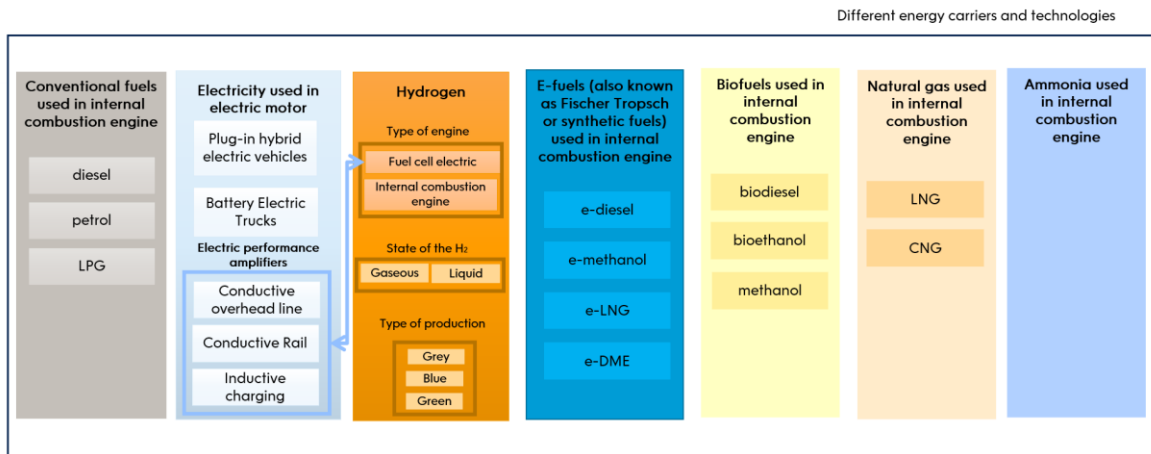 Different energy carriers and technologies
Conventional fuels
used in internal
combustion engine
diesel
petrol
LPG
Electricity used in
electric motor
Plug-in hybrid
electric vehicles
Battery Electric
Trucks
Electric performance
amplifiers
Conductive
overhead line
Conductive Rail
Inductive
charging
Hydrogen
Type of engine
Fuel cell electric
Internal combustion
engine
State of the H2
Gaseous
Liquid
Type of production
Grey
Blue
Green
E-fuels (also known
as Fischer Tropsch
or synthetic fuels)
used in internal
combustion engine
e-diesel
e-methanol
e-LNG
e-DME
Biofuels used in
internal
combustion
engine
biodiesel
bioethanol
methanol
Natural gas used
in internal
combustion
engine
LNG
CNG
Ammonia used
in internal
combustion
engine